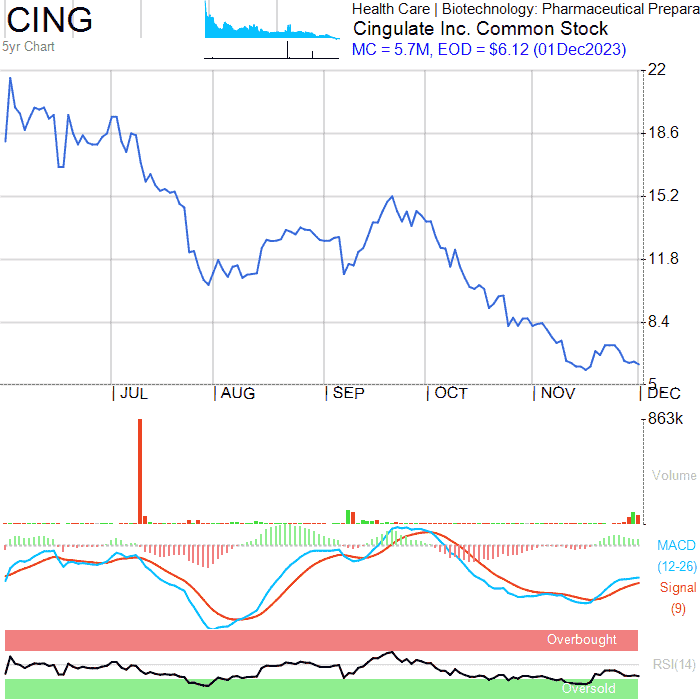 CING
5yr Chart
Health Care | Biotechnology: Pharmaceutical Prepara
Cingulate Inc. Common Stock
MC = 5.7M, EOD = $6.12 (01Dec2023)
22
18.6
15.2
11.8
8.4
5
JUL AUG SEP OCT NOV DEC
863k
Volume
MACD
(12-26)
Signal
(9)
Overbought
RSI(14)
Oversold